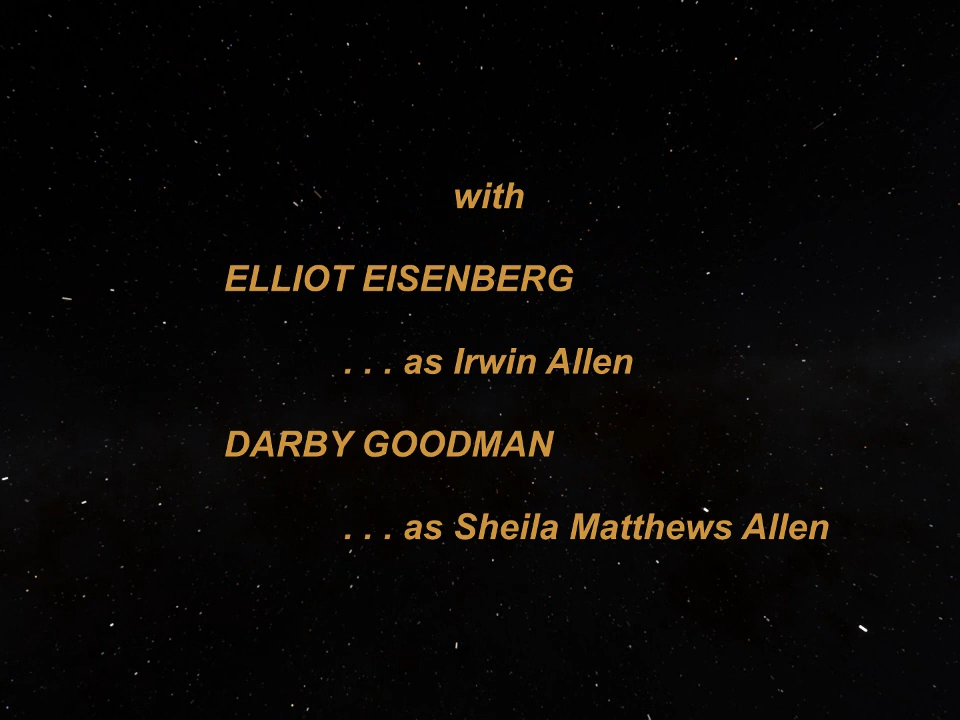 with
ELLIOT EISENBERG
. . . as Irwin Allen
DARBY GOODMAN
. . . as Sheila Matthews Allen